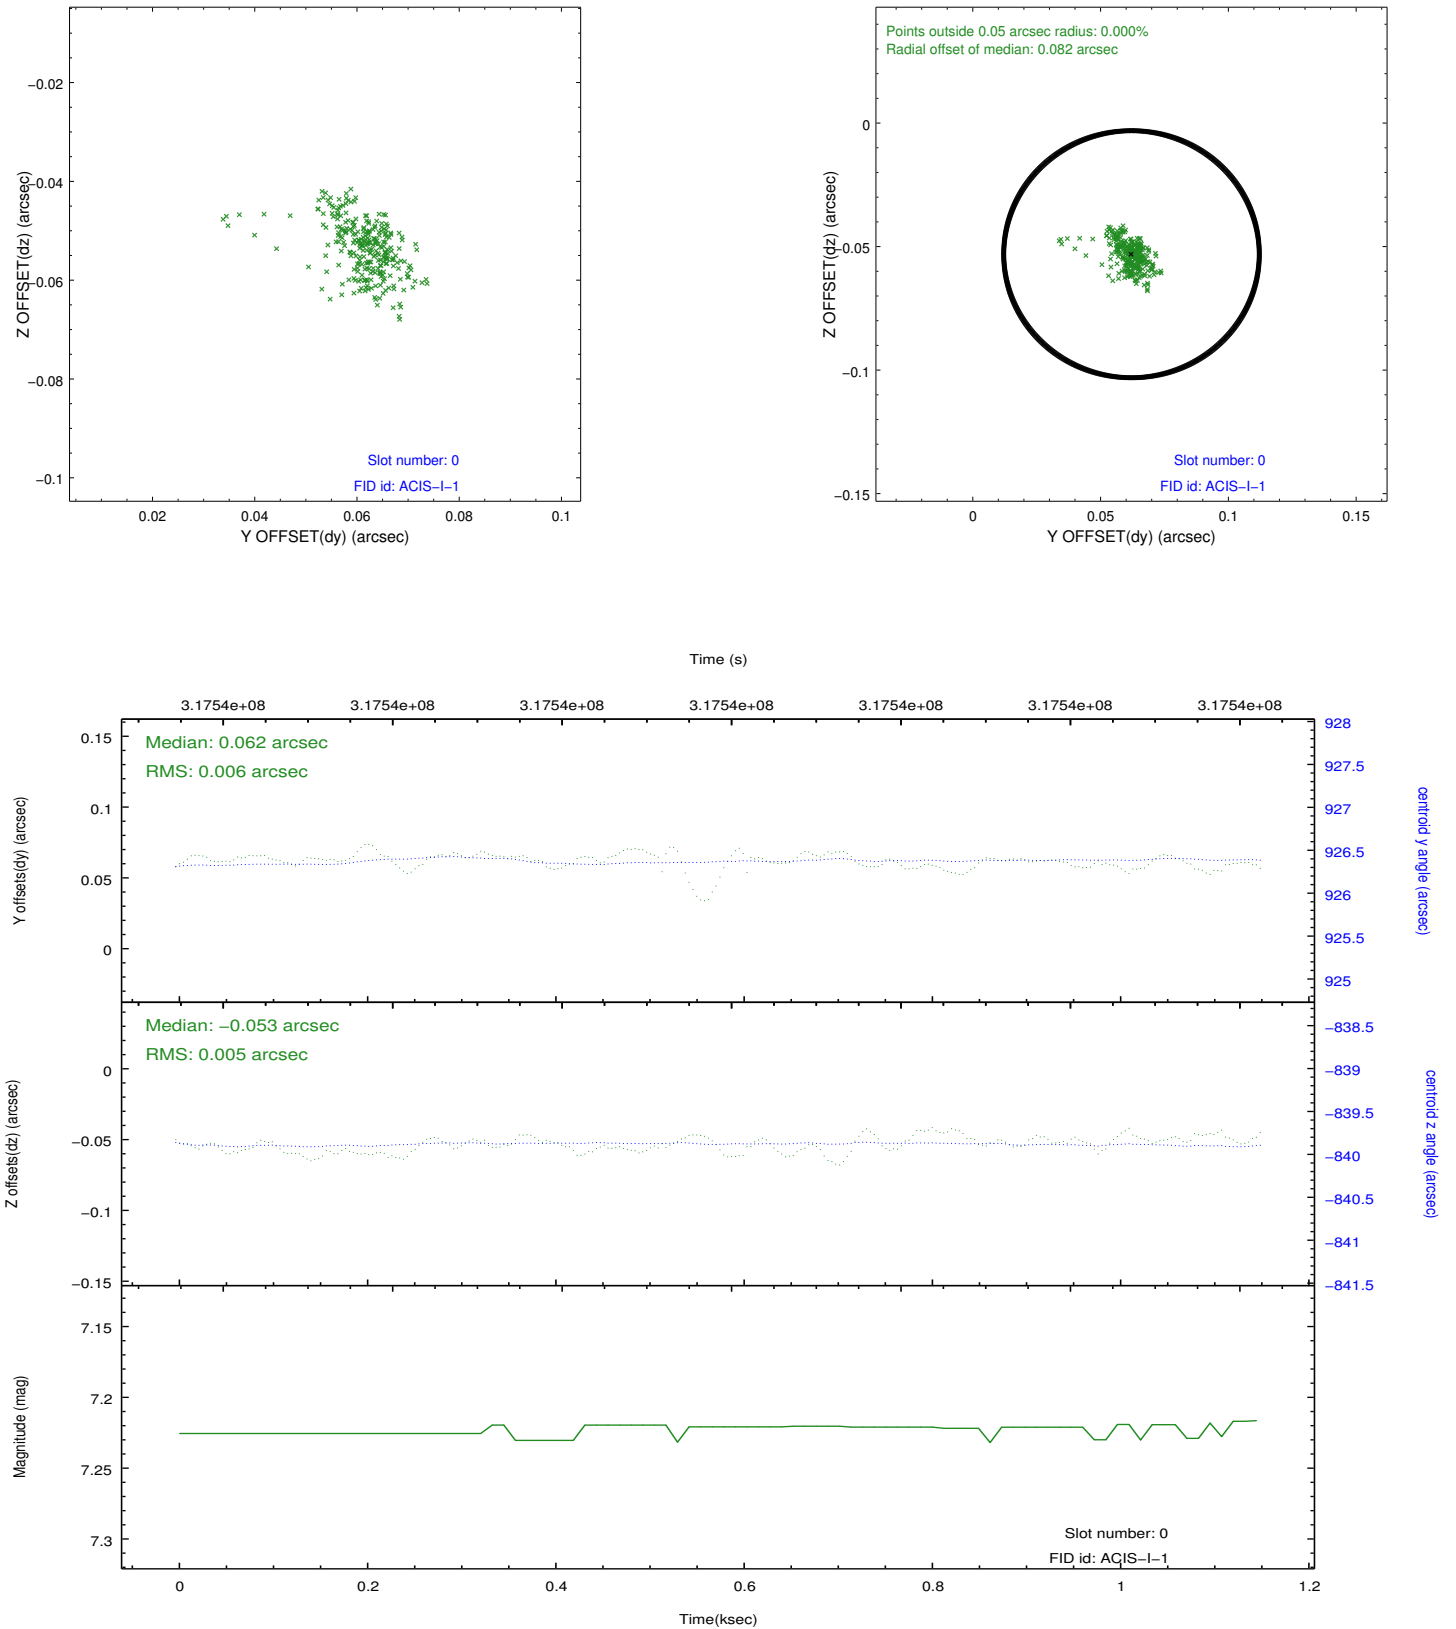 Z OFFSET(dz) (arcsec)
−0.02
−0.04
−0.06
−0.08
−0.1
Slot number: 0
FID id: ACIS−I−1
0.02 0.04 0.06 0.08 0.1
Y OFFSET(dy) (arcsec)
Points outside 0.05 arcsec radius: 0.000%
Radial offset of median: 0.082 arcsec
Z OFFSET(dz) (arcsec)
0
−0.05
−0.1
−0.15
Slot number: 0
FID id: ACIS−I−1
0 0.05 0.1 0.15
Y OFFSET(dy) (arcsec)
Time (s)
3.1754e+08 3.1754e+08 3.1754e+08 3.1754e+08 3.1754e+08 3.1754e+08 3.1754e+08
Median: 0.062 arcsec
RMS: 0.006 arcsec
Y offsets(dy) (arcsec)
0.15
0.1
0.05
0
928
927.5
927
926.5
926
925.5
925
centroid y angle (arcsec)
Median: −0.053 arcsec
RMS: 0.005 arcsec
Z offsets(dz) (arcsec)
0
−0.05
−0.1
−0.15
−838.5
−839
−839.5
−840
−840.5
−841
−841.5
centroid z angle (arcsec)
Magnitude (mag)
7.15
7.2
7.25
7.3
Slot number: 0
FID id: ACIS−I−1
0 0.2 0.4 0.6 0.8 1 1.2
Time(ksec)